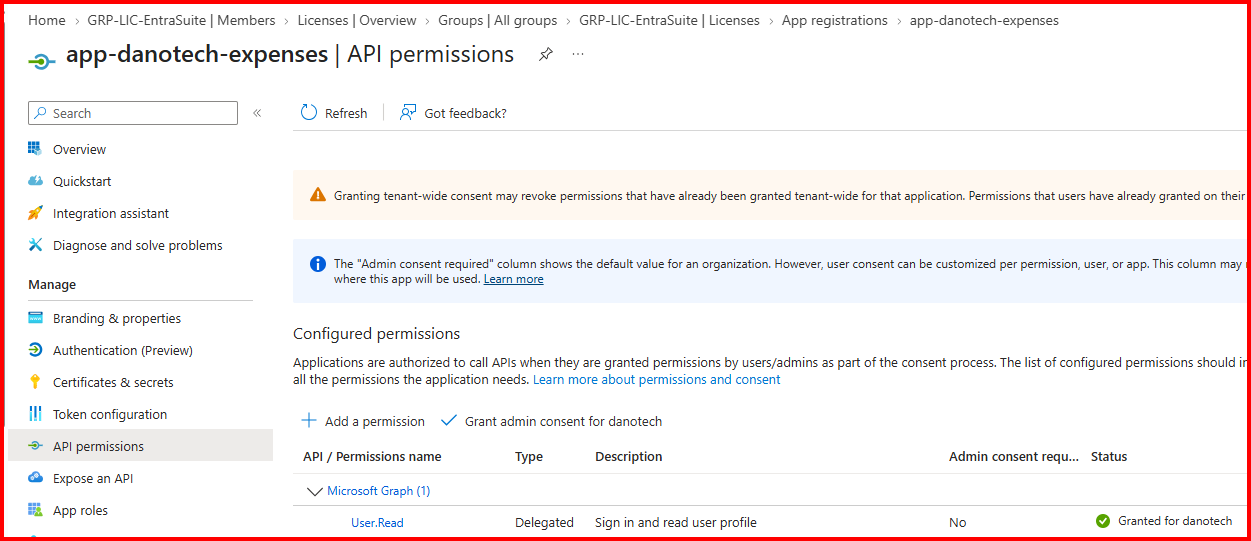 Home > GRP-LIC-EntraSuite | Members > Licenses | Overview > Groups | All groups > GRP-LIC-EntraSuite | Licenses > App registrations > app-danotech-expenses
app-danotech-expenses | API permissions
Search
Refresh
Got feedback?
Overview
Quickstart
Integration assistant
Diagnose and solve problems
Manage
Branding & properties
Authentication (Preview)
Certificates & secrets
Token configuration
API permissions
Expose an API
App roles
Granting tenant-wide consent may revoke permissions that have already been granted tenant-wide for that application. Permissions that users have already granted on their
The "Admin consent required" column shows the default value for an organization. However, user consent can be customized per permission, user, or app. This column may
where this app will be used. Learn more
Configured permissions
Applications are authorized to call APIs when they are granted permissions by users/admins as part of the consent process. The list of configured permissions should
all the permissions the application needs. Learn more about permissions and consent
Add a permission
Grant admin consent for danotech
API / Permissions name Type Description Admin consent requ... Status
Microsoft Graph (1)
User.Read Delegated Sign in and read user profile No Granted for danotech